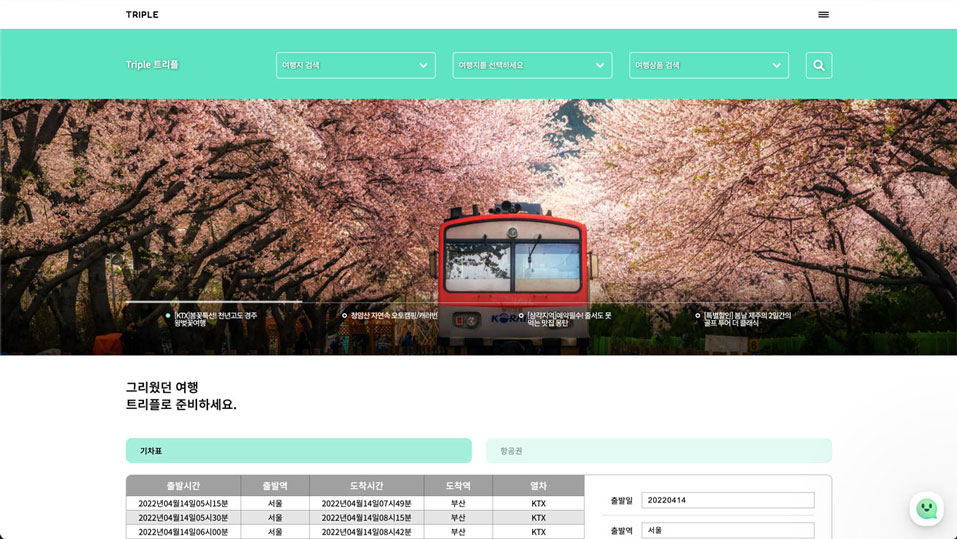 TRIPLE
Triple 트리플
여행지 검색
여행지를 선택하세요
여행상품 검색
[KTX]봄꽃특선! 천년고도 경주
왕벚꽃여행
청암산 자연속 오토캠핑/캐러반
[삼각지역]예약필수! 줄서도 못
먹는 맛집 몽탄
[특별할인] 봄날 제주의 2일간의
골프 투어 더 클래식
그리웠던 여행
트리플로 준비하세요.
기차표
항공권
출발시간 출발역 도착시간 도착역 열차
2022년04월14일05시15분 서울 2022년04월14일07시49분 부산 KTX
2022년04월14일05시30분 서울 2022년04월14일08시15분 부산 KTX
2022년04월14일06시00분 서울 2022년04월14일08시42분 부산 KTX
출발일 20220414
출발역 서울